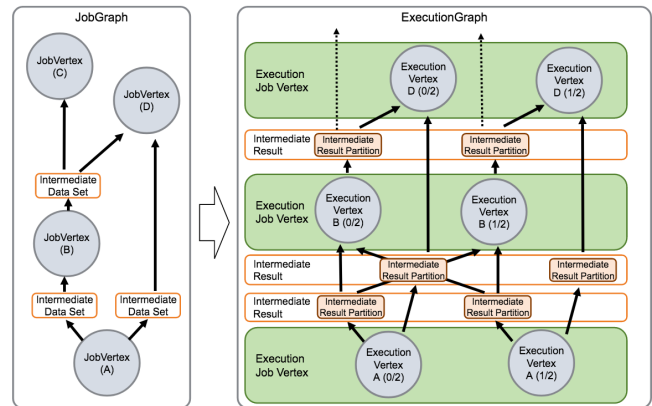 JobGraph
JobVertex
(C)
JobVertex
(D)
Intermediate
Data Set
JobVertex
(B)
Intermediate
Data Set
Intermediate
Data Set
JobVertex
(A)
ExecutionGraph
Execution
Job Vertex
Execution
Vertex
D (0/2)
Execution
Vertex
D (1/2)
Intermediate
Result
Intermediate
Result Partition
Intermediate
Result Partition
Execution
Job Vertex
Execution
Vertex
B (0/2)
Execution
Vertex
B (1/2)
Intermediate
Result
Intermediate
Result Partition
Intermediate
Result Partition
Intermediate
Result
Intermediate
Result Partition
Intermediate
Result Partition
Execution
Job Vertex
Execution
Vertex
A (0/2)
Execution
Vertex
A (1/2)